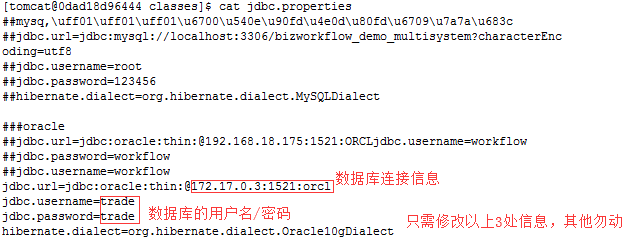 [tomcat@0dad18d96444 classes]$ cat jdbc.properties
##mysq,\uff01\uff01\uff01\u6700\u540e\u90fd\u4e0d\u80fd\u6709\u7a7a\u683c
##jdbc.url=jdbc:mysql://localhost:3306/bizworkflow_demo_multisystem?characterEnc
oding=utf8
##jdbc.username=root
##jdbc.password=123456
##hibernate.dialect=org.hibernate.dialect.MySQLDialect
###oracle
##jdbc.url=jdbc:oracle:thin:@192.168.18.175:1521:ORCLjdbc.username=workflow
##jdbc.password=workflow
##jdbc.username=workflow
jdbc.url=jdbc:oracle:thin:@172.17.0.3:1521:orcl 数据库连接信息
jdbc.username=trade
jdbc.password=trade 数据库的用户名/密码 只需修改以上3处信息，其他勿动
hibernate.dialect=org.hibernate.dialect.Oracle10gDialect